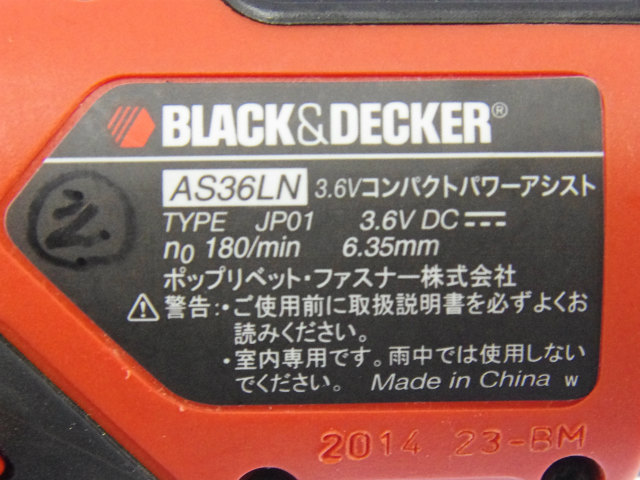 BLACK&DECKER®
AS36LN 3.6Vコンパクトパワーアシスト
TYPE JP01 3.6V DC⎓
n0 180/min 6.35mm
ポップリベット・ファスナー株式会社
⚠警告:・ご使用前に取扱説明書を必ずよくお
読みください。
・室内専用です。雨中では使用しない
でください。 Made in China W
2014 23-BM